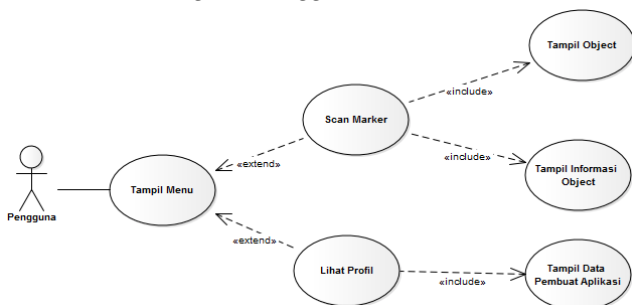 Tampil Object
«include»
Scan Marker
«include»
«extend»
Tampil Informasi
Object
Tampil Menu
Pengguna
«extend»
Lihat Profil
«include»
Tampil Data
Pembuat Aplikasi